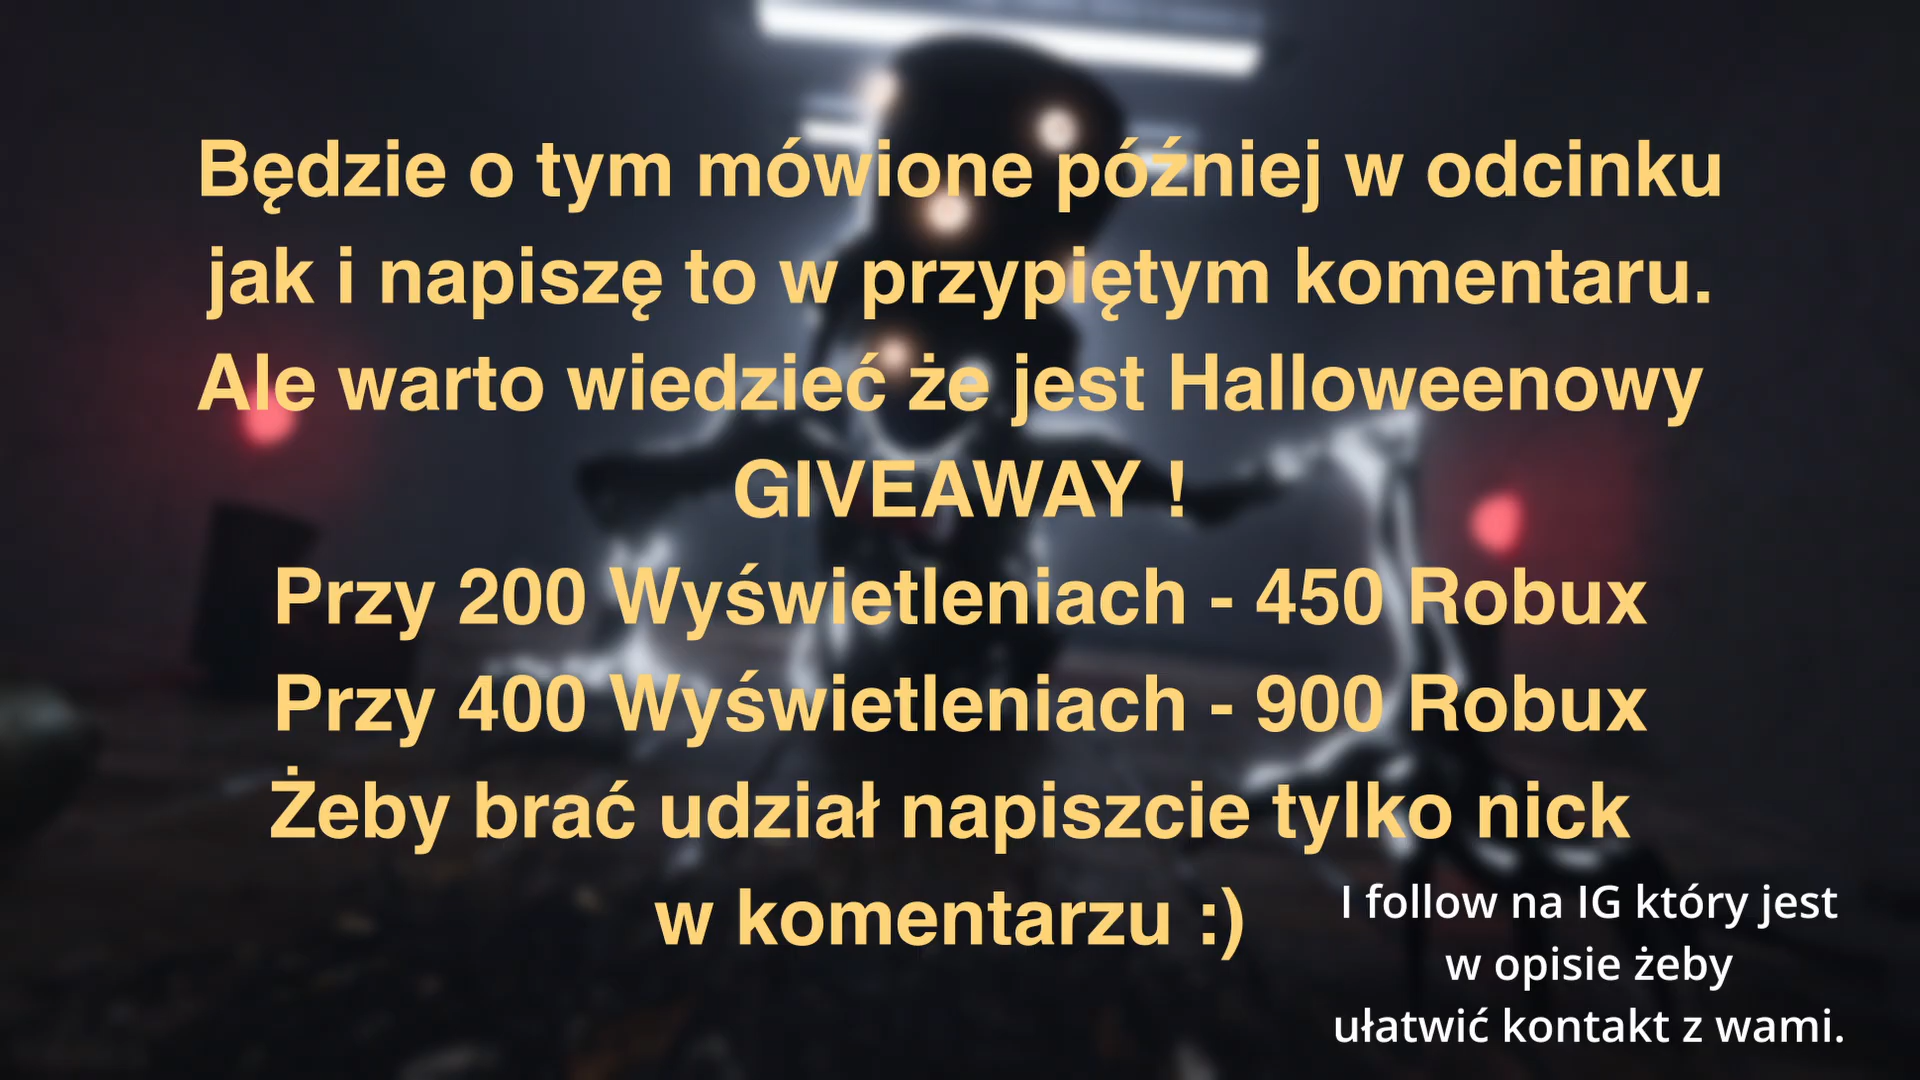 Będzie o tym mówione później w odcinku
jak i napiszę to w przypiętym komentaru.
Ale warto wiedzieć że jest Halloweenowy
GIVEAWAY !
Przy 200 Wyświetleniach - 450 Robux
Przy 400 Wyświetleniach - 900 Robux
Żeby brać udział napiszcie tylko nick
w komentarzu :)
I follow na IG który jest
w opisie żeby
ułatwić kontakt z wami.